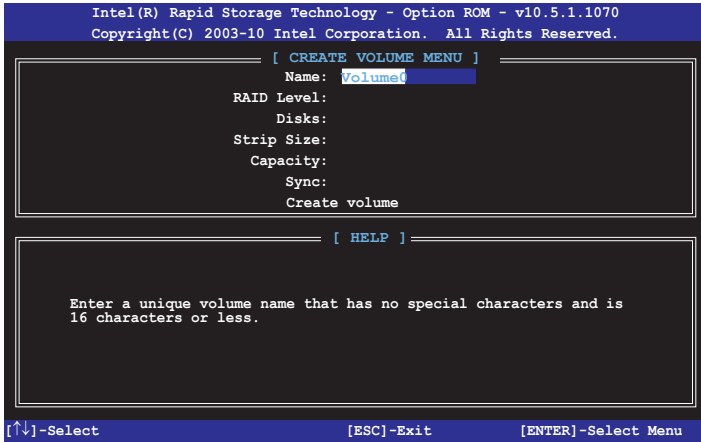 Intel(R) Rapid Storage Technology - Option ROM - v10.5.1.1070
Copyright(C) 2003-10 Intel Corporation. All Rights Reserved.
[ CREATE VOLUME MENU ]
Name: Volume0
RAID Level:
Disks:
Strip Size:
Capacity:
Sync:
Create volume
[ HELP ]
Enter a unique volume name that has no special characters and is
16 characters or less.
[↑↓]-Select [ESC]-Exit [ENTER]-Select Menu